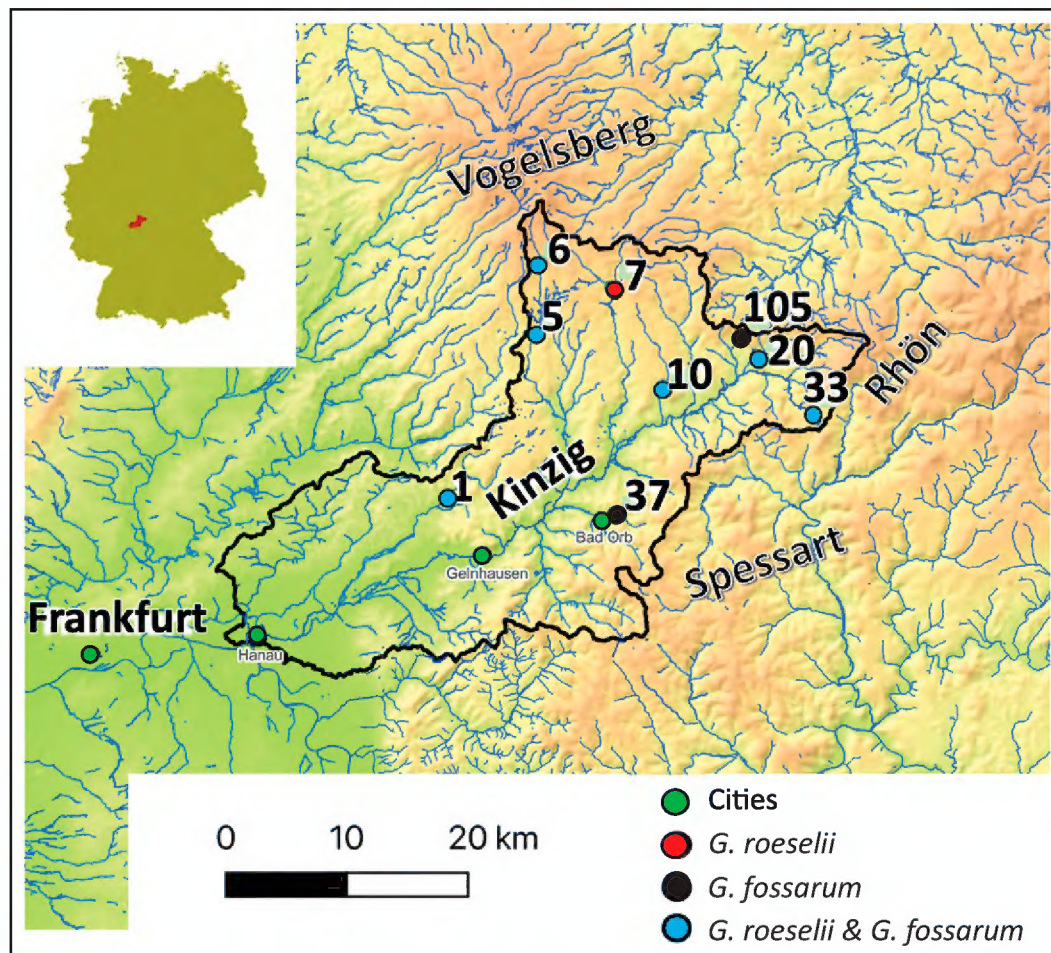 Vogelsberg
6
7
5
105
20
10
33
Rhön
Kinzig
1
37
Bad Orb
Gelnhausen
Spessart
Frankfurt
Hanau
0 10 20 km
Cities
G. roeselii
G. fossarum
G. roeselii & G. fossarum